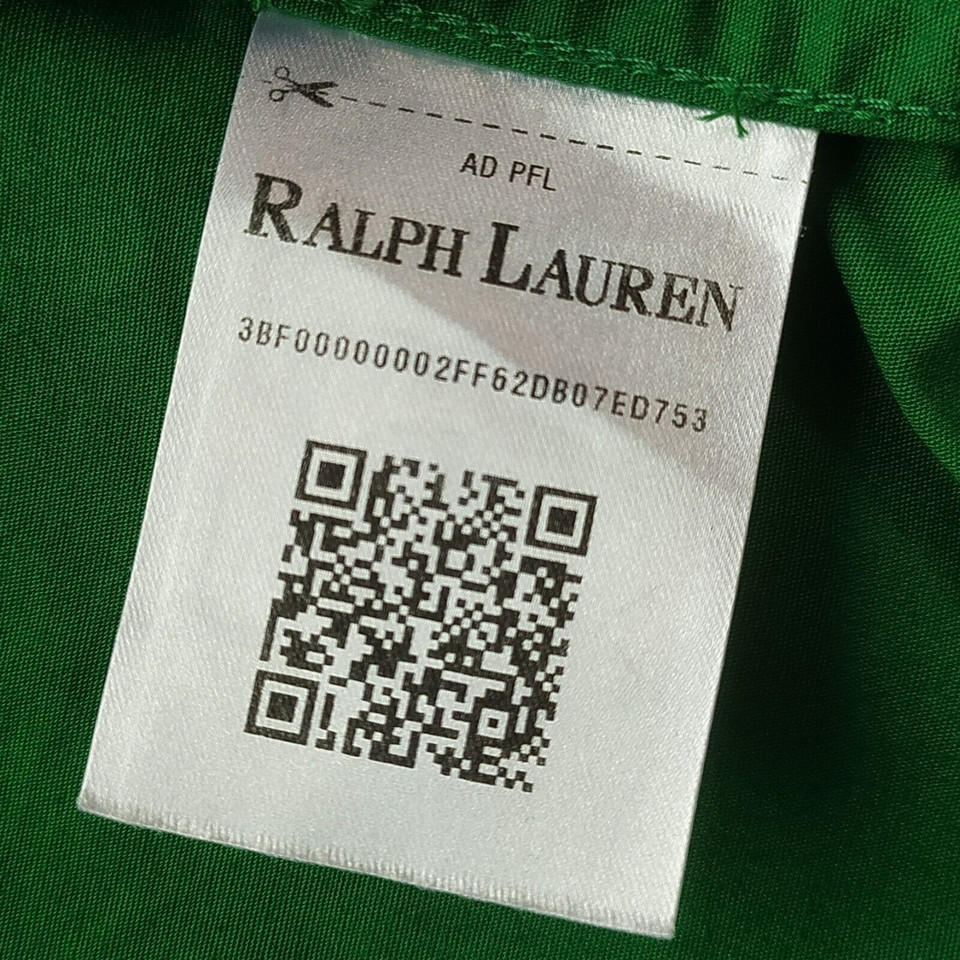 AD PFL
RALPH LAUREN
3BF00000002FF62DB07ED753